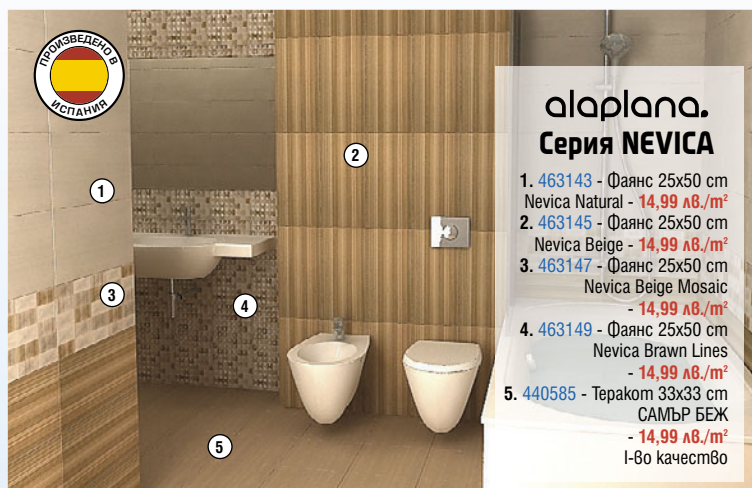 ПРОИЗВЕДЕНО В
ИСПАНИЯ
alaplana.
Серия NEVICA
1. 463143 - Фаянс 25x50 cm
Nevica Natural - 14,99 лв./m²
2. 463145 - Фаянс 25x50 cm
Nevica Beige - 14,99 лв./m²
3. 463147 - Фаянс 25x50 cm
Nevica Beige Mosaic
- 14,99 лв./m²
4. 463149 - Фаянс 25x50 cm
Nevica Brawn Lines
- 14,99 лв./m²
5. 440585 - Теракот 33x33 cm
САМЪР БЕЖ
- 14,99 лв./m²
I-во качество
1
2
3
4
5